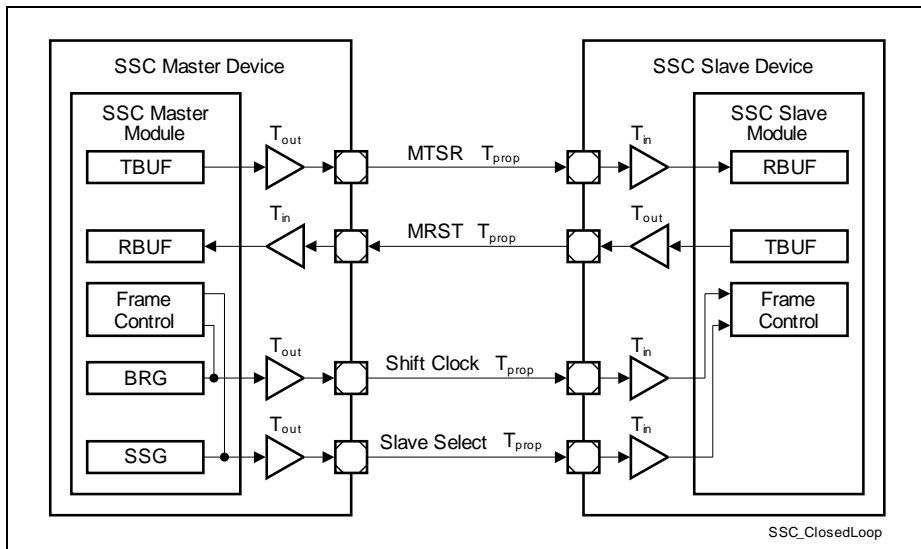 SSC Master Device
SSC Slave Device
SSC Master
Module
SSC Slave
Module
Tout
Tin
TBUF
MTSR Tprop
RBUF
Tin
Tout
RBUF
MRST Tprop
TBUF
Frame
Control
Frame
Control
Tout
Tin
BRG
Shift Clock Tprop
Tout
Tin
SSG
Slave Select Tprop
SSC_ClosedLoop